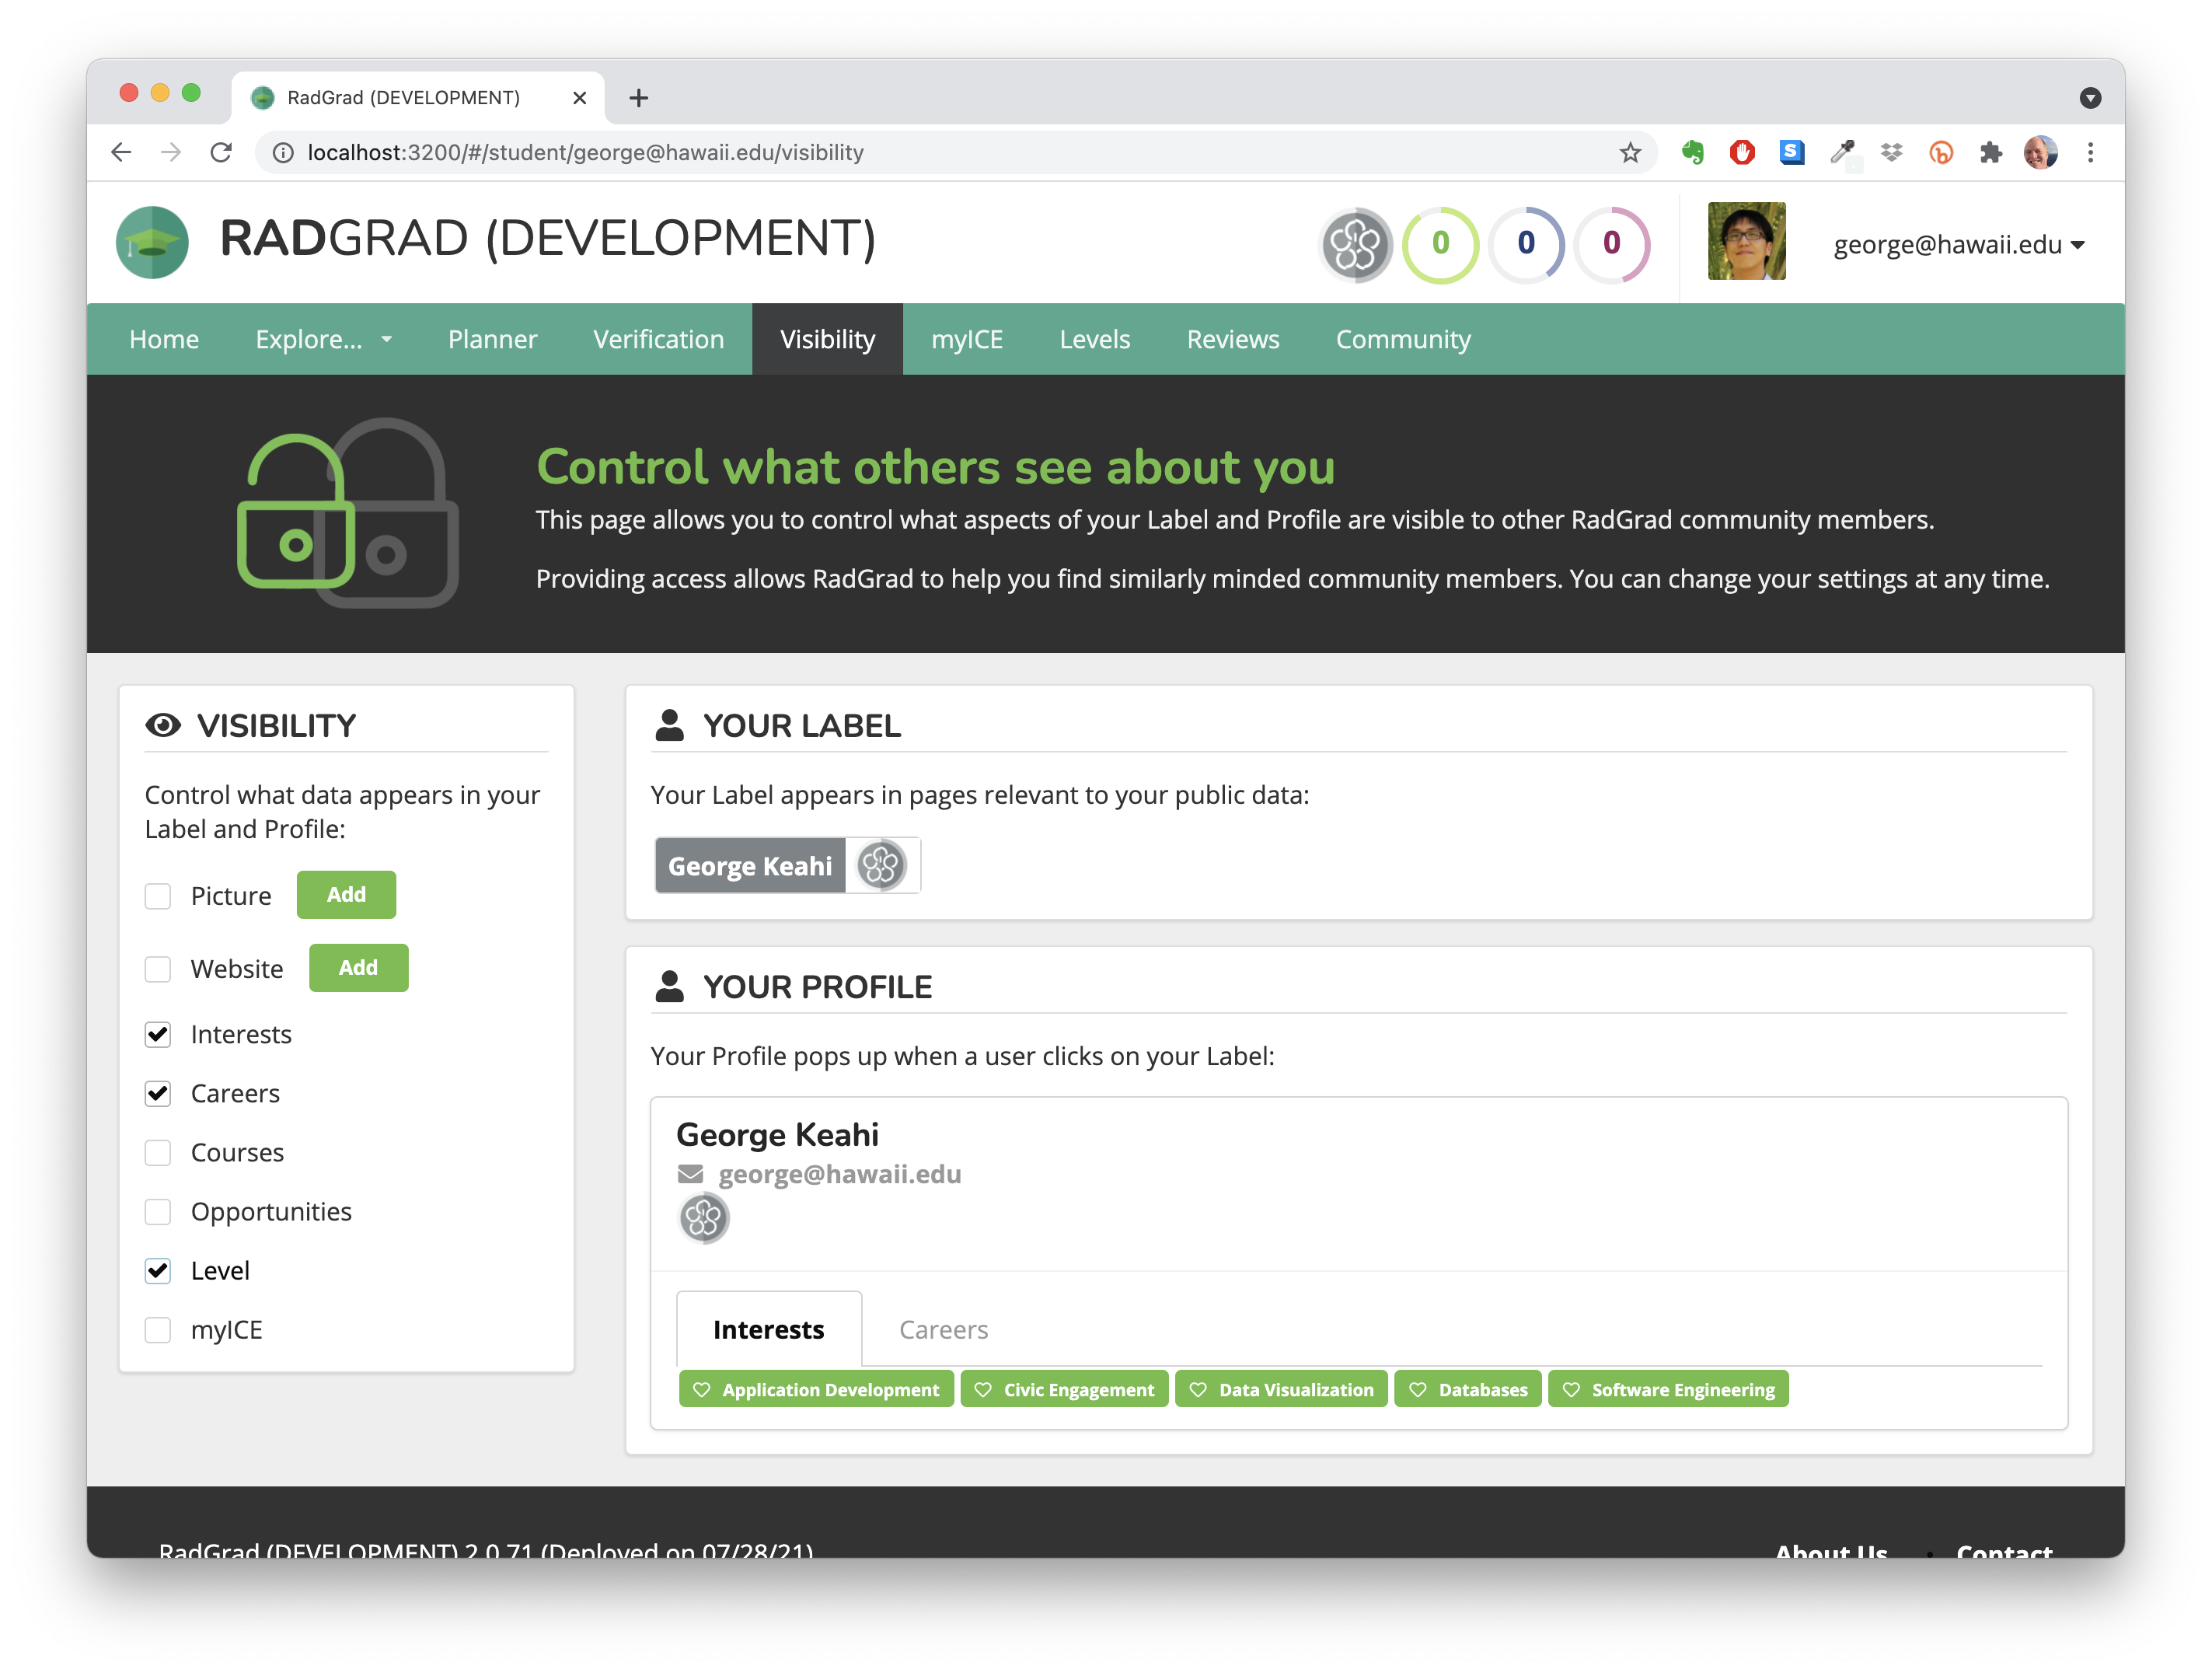 RadGrad (DEVELOPMENT)
localhost:3200/#/student/george@hawaii.edu/visibility
RADGRAD (DEVELOPMENT)
0 0 0
george@hawaii.edu
Home Explore... Planner Verification Visibility myICE Levels Reviews Community
Control what others see about you
This page allows you to control what aspects of your Label and Profile are visible to other RadGrad community members.
Providing access allows RadGrad to help you find similarly minded community members. You can change your settings at any time.
VISIBILITY
Control what data appears in your
Label and Profile:
Picture Add
Website Add
Interests
Careers
Courses
Opportunities
Level
myICE
YOUR LABEL
Your Label appears in pages relevant to your public data:
George Keahi
YOUR PROFILE
Your Profile pops up when a user clicks on your Label:
George Keahi
george@hawaii.edu
Interests Careers
Application Development Civic Engagement Data Visualization Databases Software Engineering
RadGrad (DEVELOPMENT) 2.0.71 (Deployed on 07/28/21)
About Us • Contact